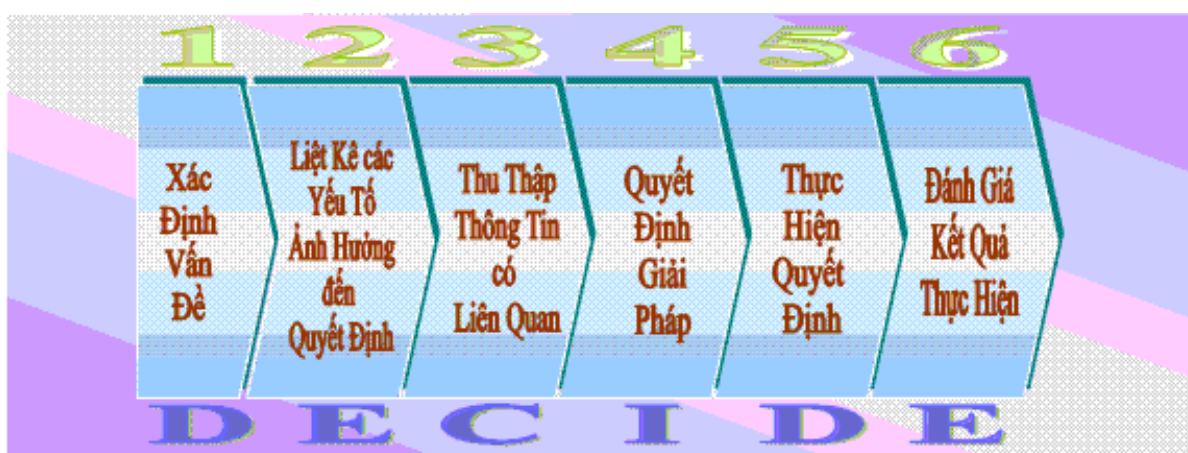 1 2 3 4 5 6
Xác
Định
Vấn
Đề
Liệt Kê các
Yếu Tố
Ảnh Hưởng
đến
Quyết Định
Thu Thập
Thông Tin
có
Liên Quan
Quyết
Định
Giải
Pháp
Thực
Hiện
Quyết
Định
Đánh Giá
Kết Quả
Thực Hiện
D E C I D E